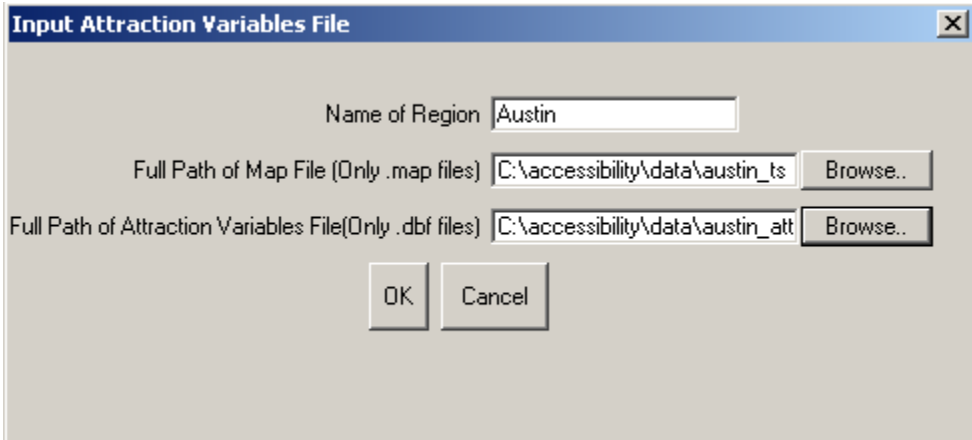 Input Attraction Variables File
Name of Region Austin
Full Path of Map File (Only .map files) C:\accessibility\data\austin_ts Browse..
Full Path of Attraction Variables File(Only .dbf files) C:\accessibility\data\austin_att Browse..
OK Cancel